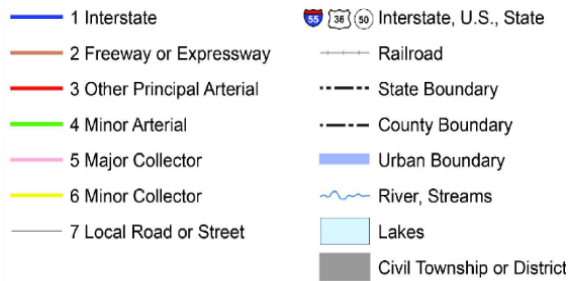 1 Interstate
2 Freeway or Expressway
3 Other Principal Arterial
4 Minor Arterial
5 Major Collector
6 Minor Collector
7 Local Road or Street
55 36 50 Interstate, U.S., State
Railroad
State Boundary
County Boundary
Urban Boundary
River, Streams
Lakes
Civil Township or District